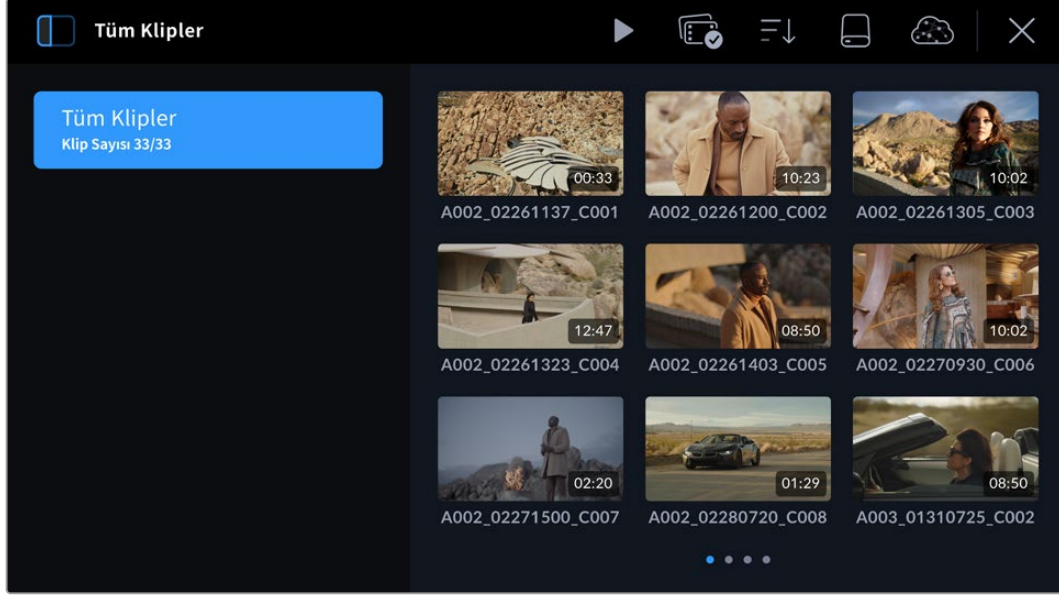 Tüm Klipler
Tüm Klipler
Klip Sayısı 33/33
00:33
10:23
10:02
A002_02261137_C001
A002_02261200_C002
A002_02261305_C003
12:47
08:50
10:02
A002_02261323_C004
A002_02261403_C005
A002_02270930_C006
02:20
01:29
08:50
A002_02271500_C007
A002_02280720_C008
A003_01310725_C002